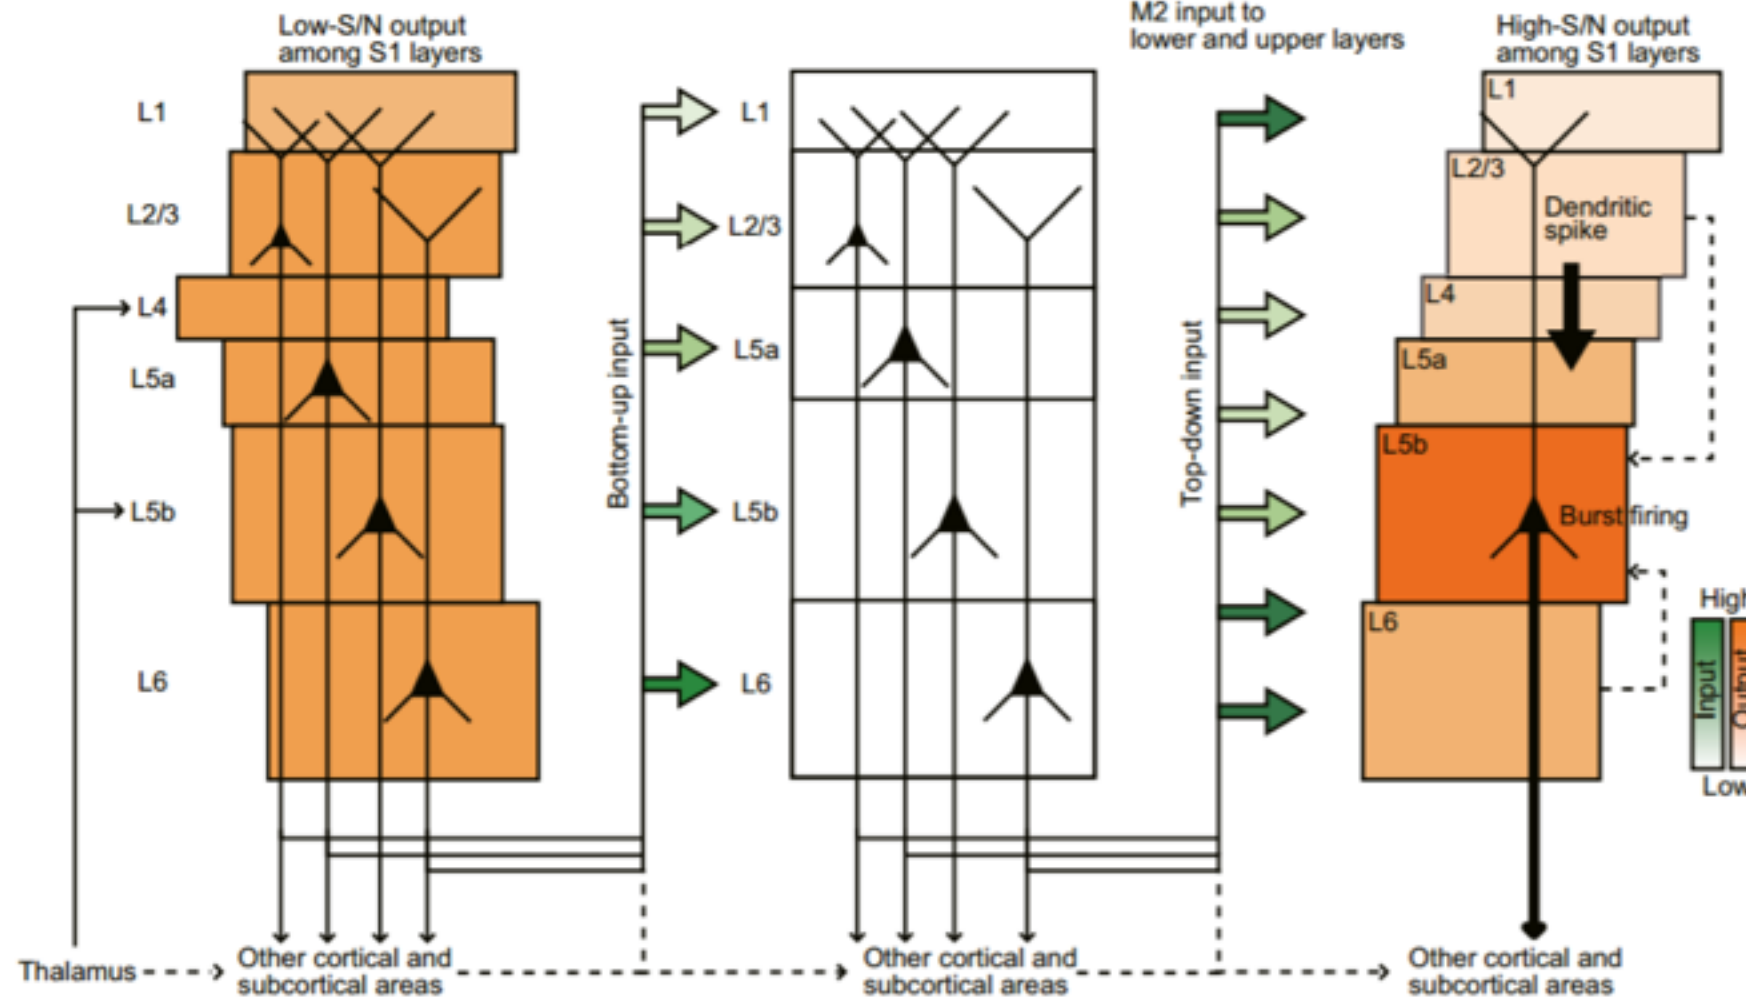 Low-S/N output
among S1 layers
L1
L2/3
L4
L5a
L5b
L6
Thalamus
Other cortical and
subcortical areas
Bottom-up input
L1
L2/3
L5a
L5b
L6
Other cortical and
subcortical areas
M2 input to
lower and upper layers
Top-down input
High-S/N output
among S1 layers
L1
L2/3
Dendritic
spike
L4
L5a
L5b
Burst firing
L6
Other cortical and
subcortical areas
High
Input
Output
Low